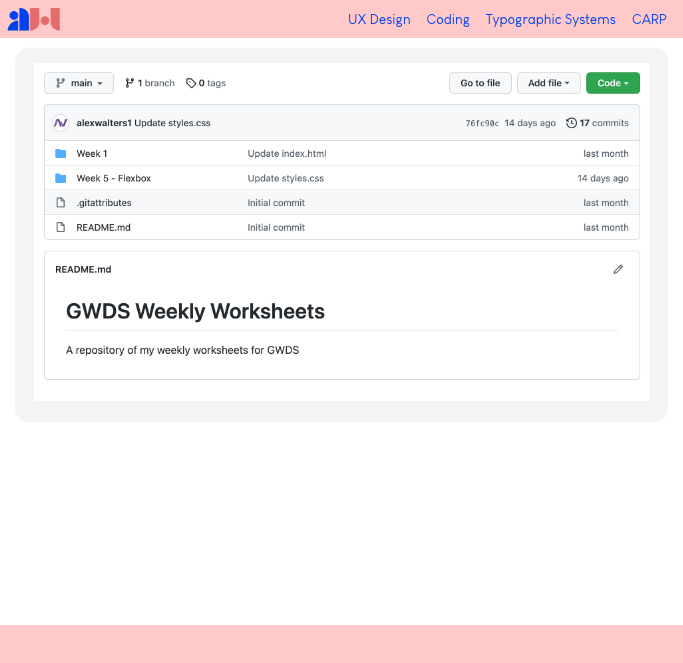 UX Design Coding Typographic Systems CARP
main 1 branch 0 tags Go to file Add file Code
alexwalters1 Update styles.css 76fc90c 14 days ago 17 commits
Week 1 Update index.html last month
Week 5 - Flexbox Update styles.css 14 days ago
.gitattributes Initial commit last month
README.md Initial commit last month
README.md
GWDS Weekly Worksheets
A repository of my weekly worksheets for GWDS